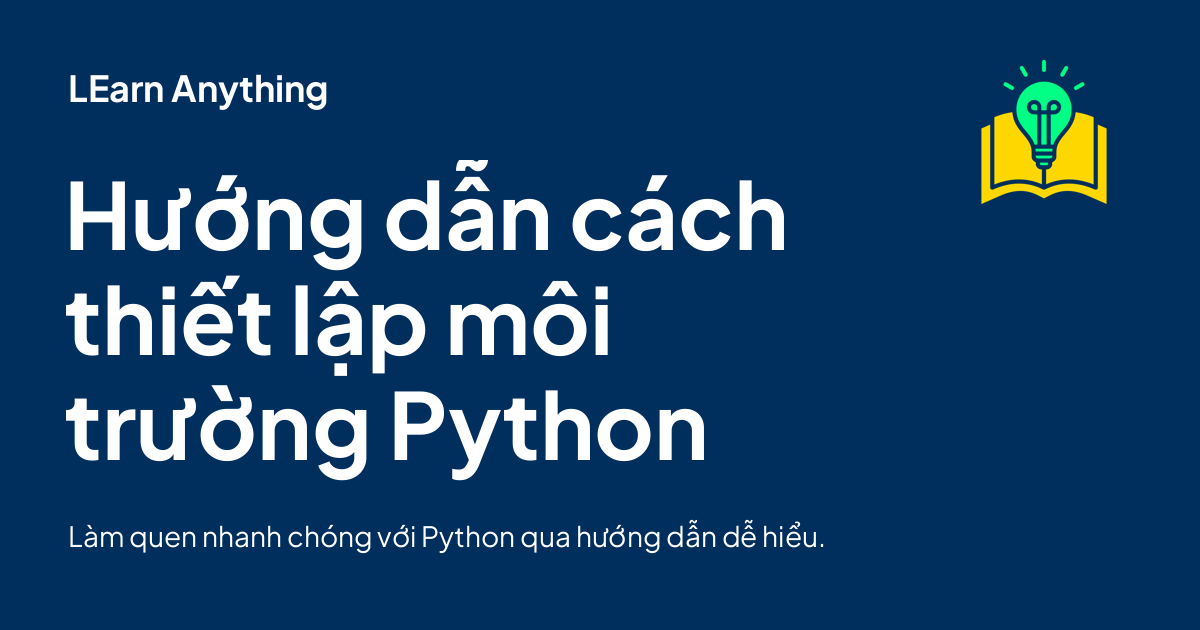 LEarn Anything
Hướng dẫn cách
thiết lập môi
trường Python
Làm quen nhanh chóng với Python qua hướng dẫn dễ hiểu.